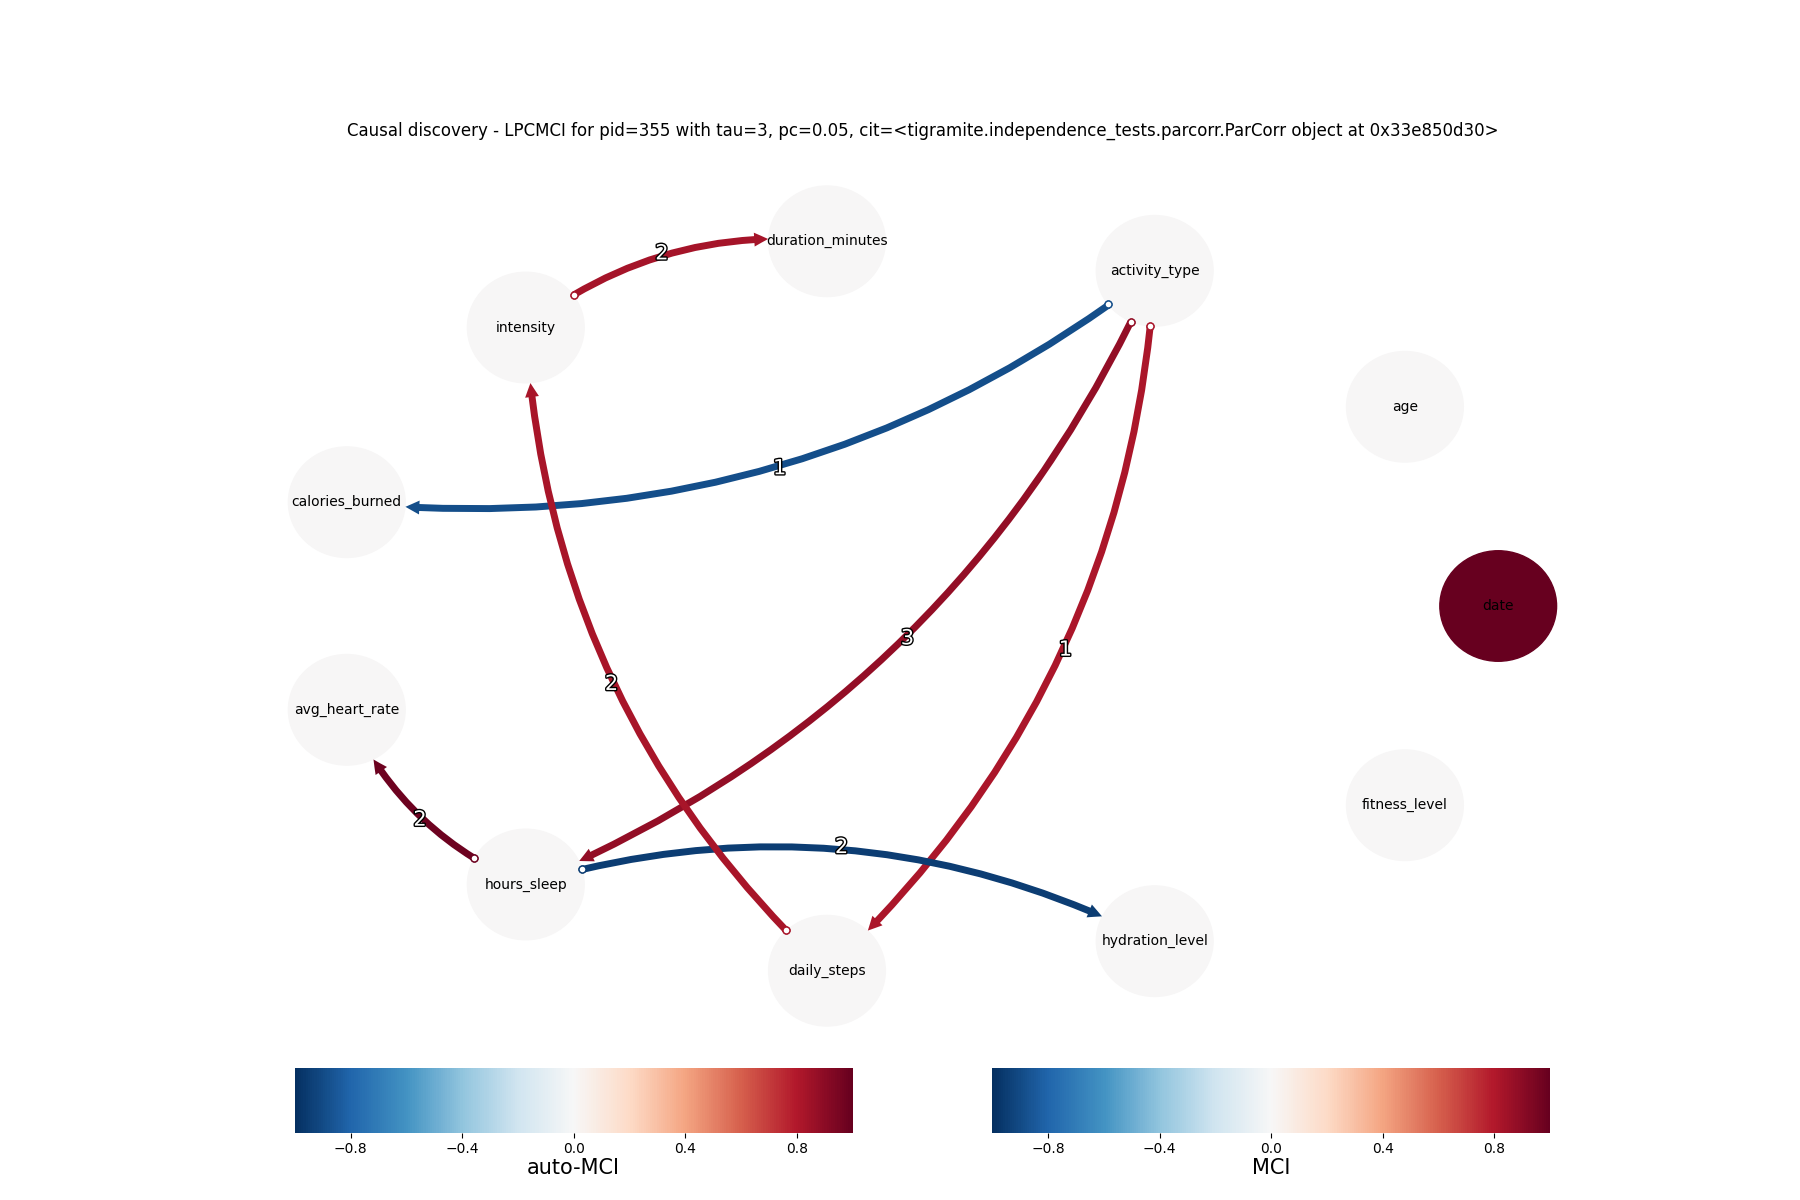 Causal discovery - LPCMCI for pid=355 with tau=3, pc=0.05, cit=<tigramite.independence_tests.parcorr.ParCorr object at 0x33e850d30>
duration_minutes
2
activity_type
intensity
age
1
calories_burned
date
3
1
2
avg_heart_rate
fitness_level
2
2
hours_sleep
hydration_level
daily_steps
−0.8 −0.4 0.0 0.4 0.8
auto-MCI
−0.8 −0.4 0.0 0.4 0.8
MCI